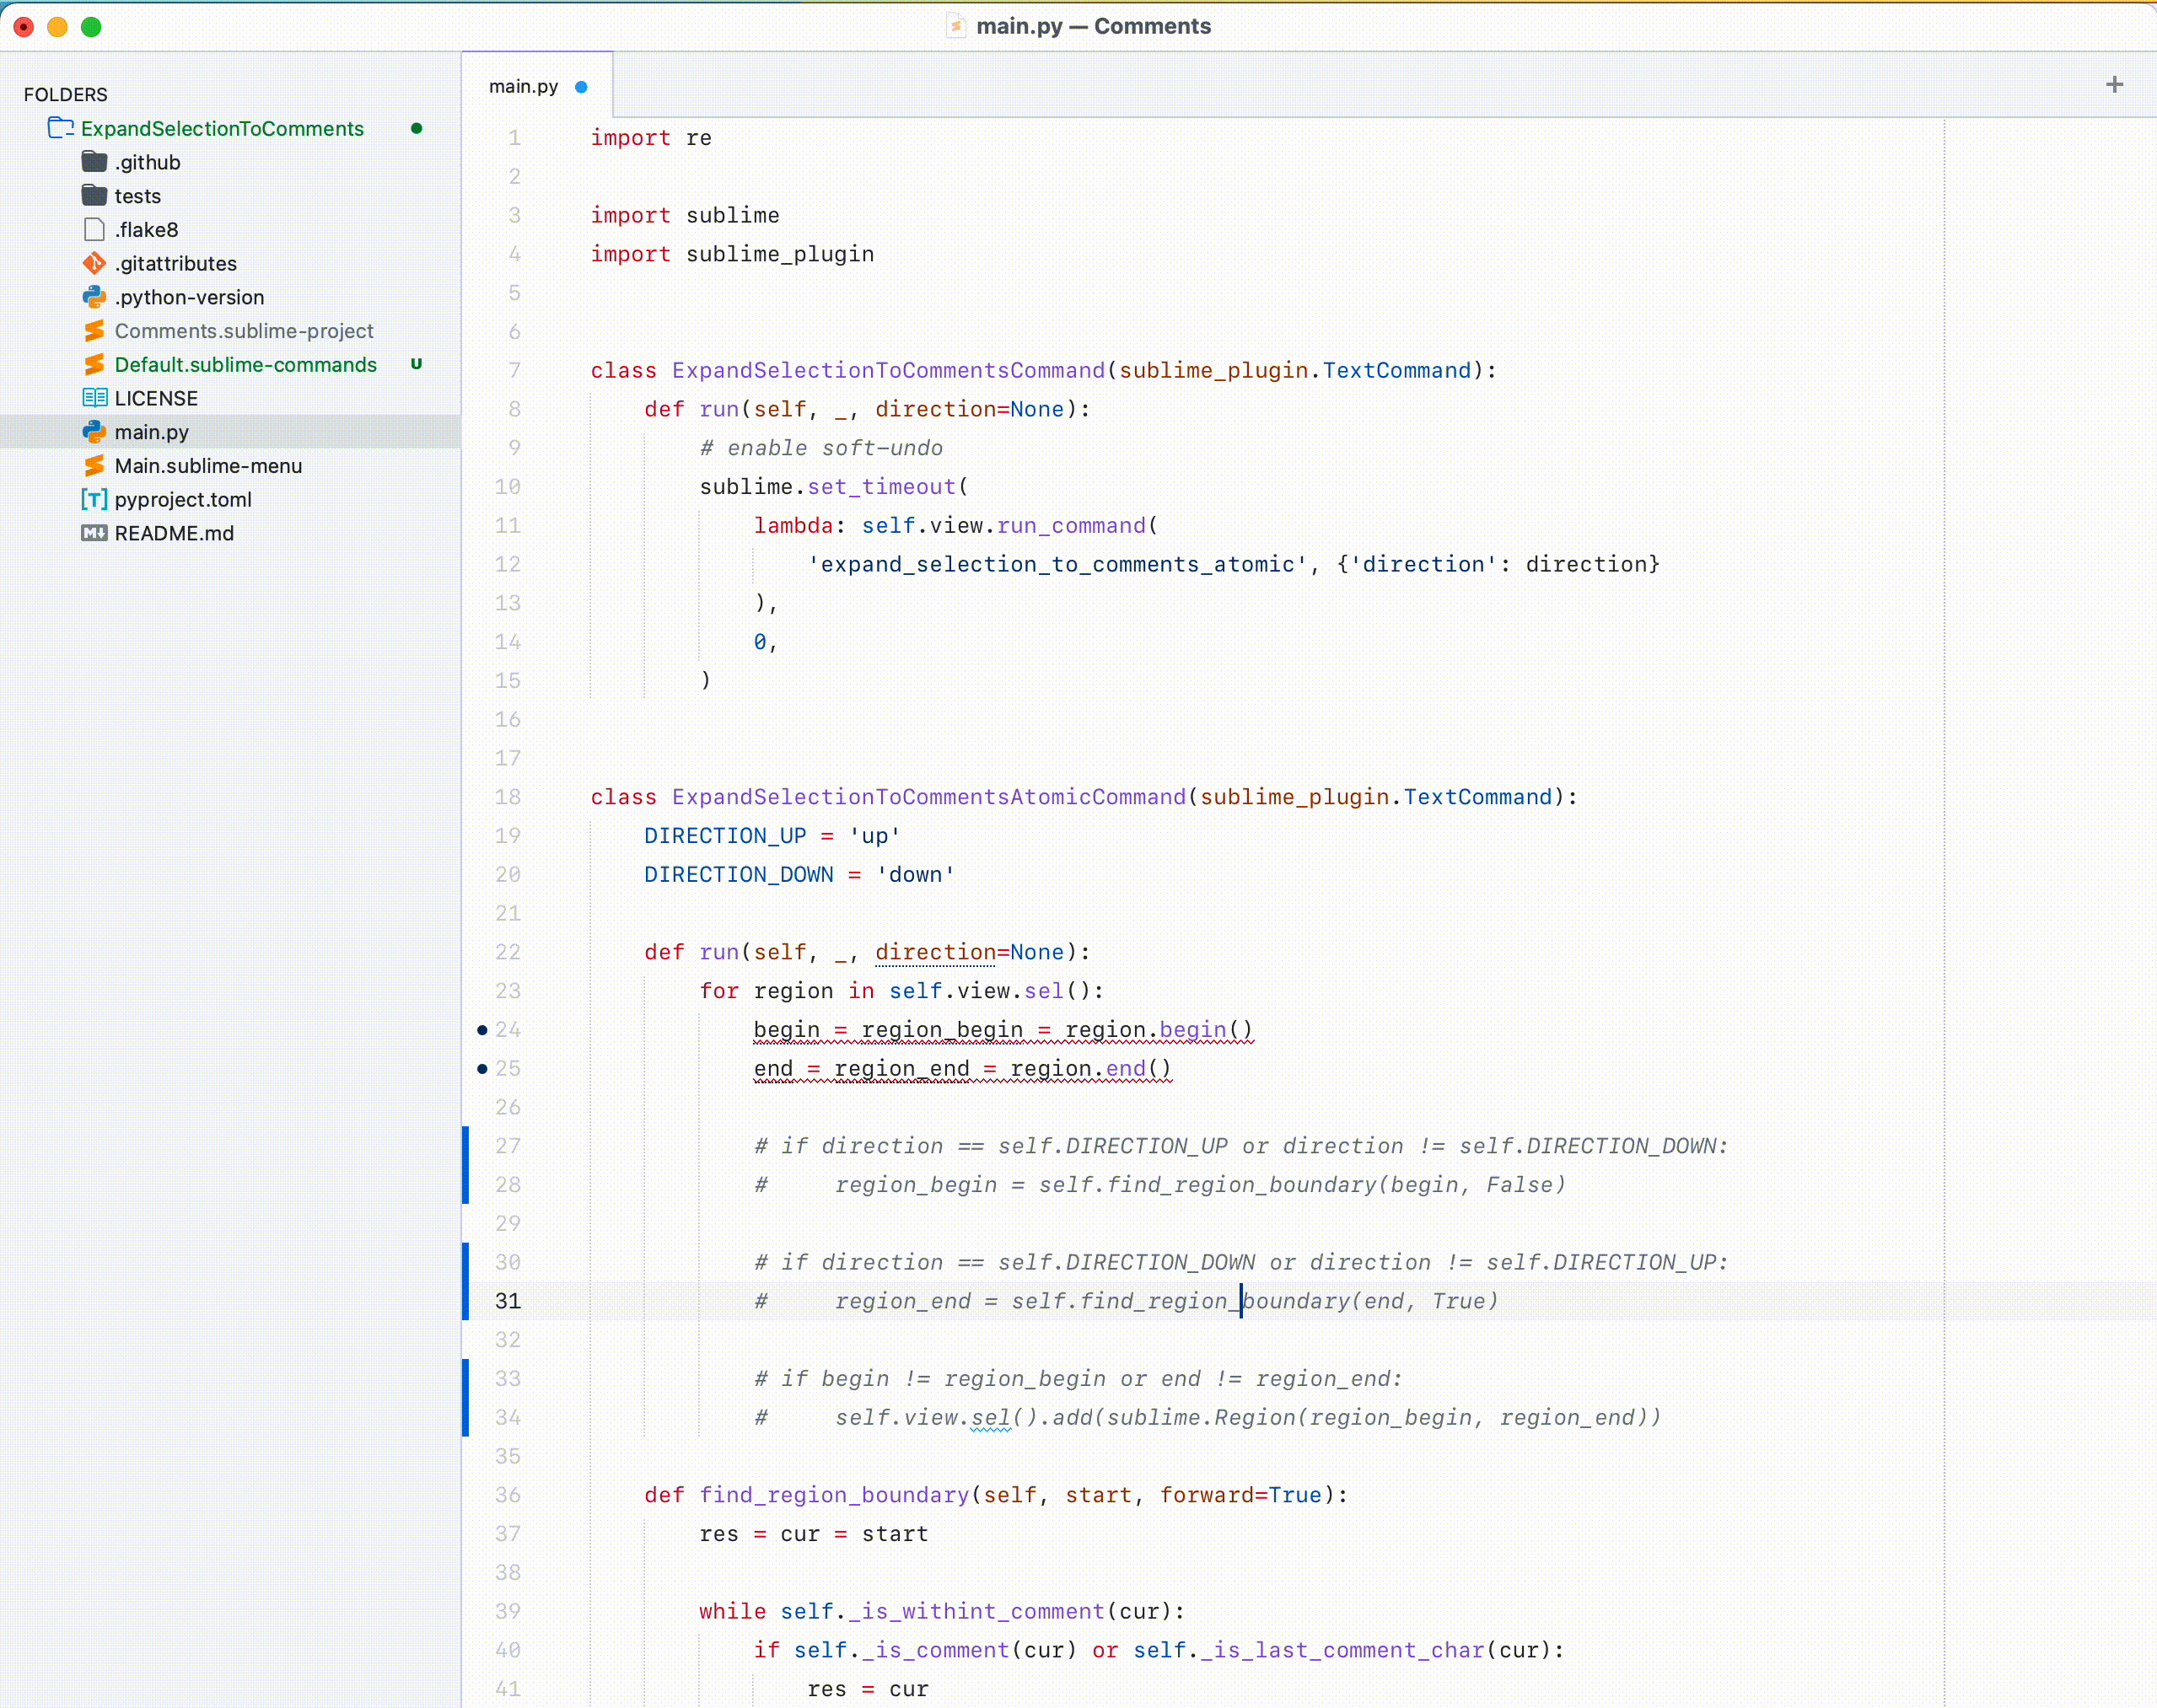 main.py — Comments
FOLDERS
ExpandSelectionToComments
.github
tests
.flake8
.gitattributes
.python-version
Comments.sublime-project
Default.sublime-commands U
LICENSE
main.py
Main.sublime-menu
[T] pyproject.toml
M↓ README.md
main.py
+
1 import re
2
3 import sublime
4 import sublime_plugin
5
6
7 class ExpandSelectionToCommentsCommand(sublime_plugin.TextCommand):
8     def run(self, _, direction=None):
9         # enable soft-undo
10         sublime.set_timeout(
11             lambda: self.view.run_command(
12                 'expand_selection_to_comments_atomic', {'direction': direction}
13             ),
14             0,
15         )
16
17
18 class ExpandSelectionToCommentsAtomicCommand(sublime_plugin.TextCommand):
19     DIRECTION_UP = 'up'
20     DIRECTION_DOWN = 'down'
21
22     def run(self, _, direction=None):
23         for region in self.view.sel():
24             begin = region_begin = region.begin()
25             end = region_end = region.end()
26
27             # if direction == self.DIRECTION_UP or direction != self.DIRECTION_DOWN:
28             #     region_begin = self.find_region_boundary(begin, False)
29
30             # if direction == self.DIRECTION_DOWN or direction != self.DIRECTION_UP:
31             #     region_end = self.find_region_boundary(end, True)
32
33             # if begin != region_begin or end != region_end:
34             #     self.view.sel().add(sublime.Region(region_begin, region_end))
35
36     def find_region_boundary(self, start, forward=True):
37         res = cur = start
38
39         while self._is_withint_comment(cur):
40             if self._is_comment(cur) or self._is_last_comment_char(cur):
41                 res = cur